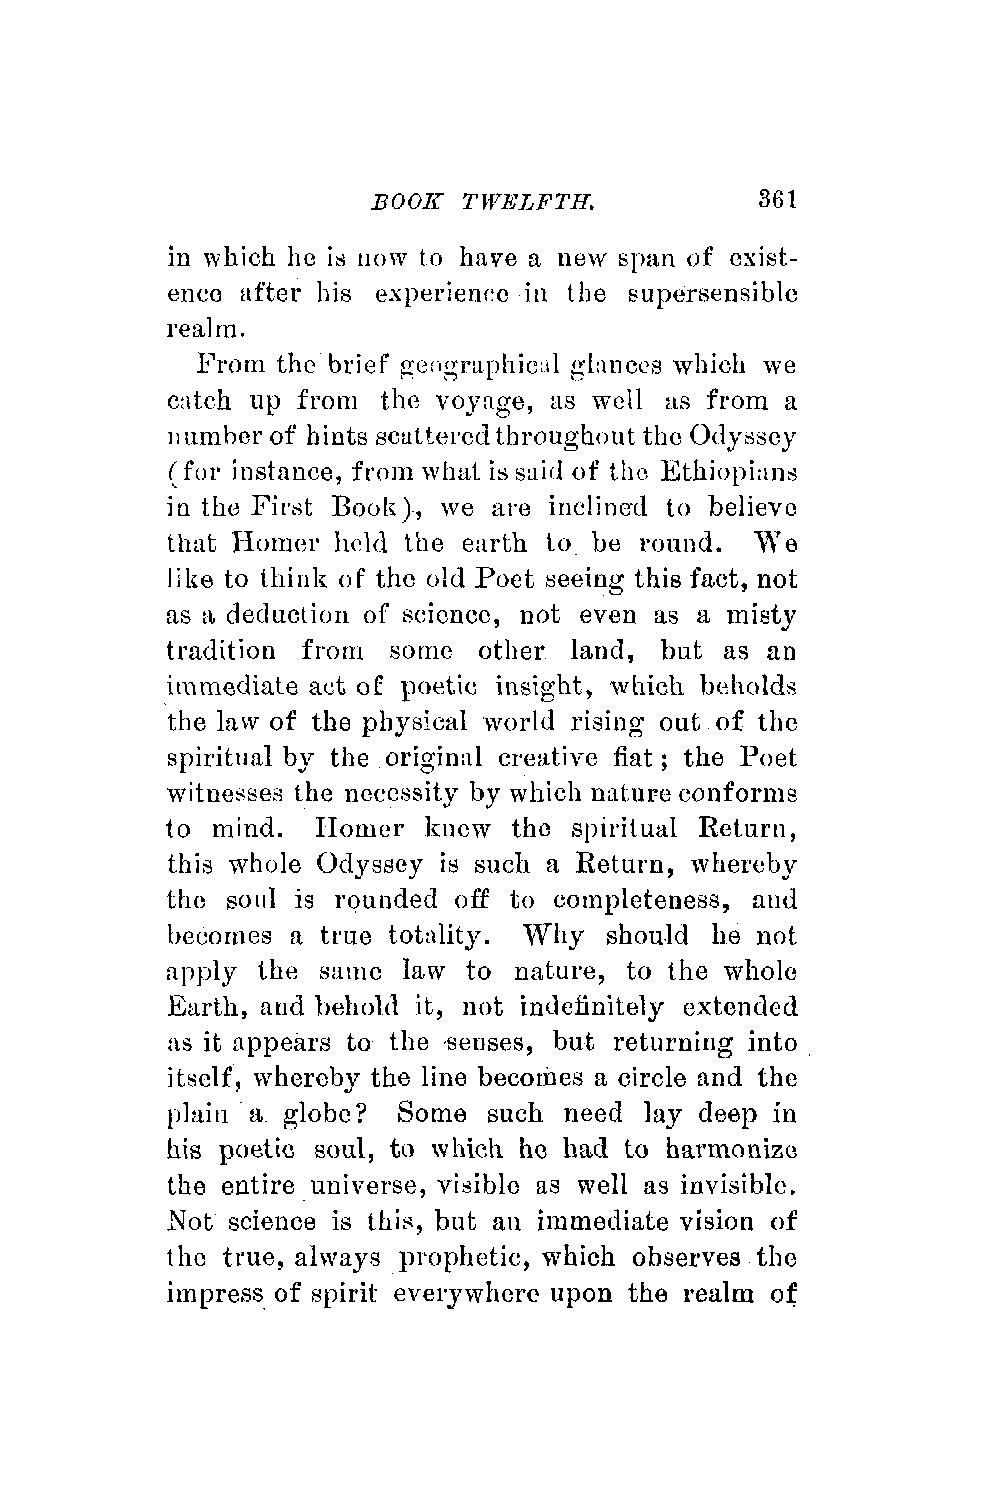 BOOK TWELFTH. 361
in which he is now to have a new span of exist-
ence after his experience in the supersensible
realm.
From the brief geographical glances which we
catch up from the voyage, as well as from a
number of hints scattered throughout the Odyssey
(for instance, from what is said of the Ethiopians
in the First Book), we are inclined to believe
that Homer held the earth to be round. We
like to think of the old Poet seeing this fact, not
as a deduction of science, not even as a misty
tradition from some other land, but as an
immediate act of poetic insight, which beholds
the law of the physical world rising out of the
spiritual by the original creative fiat; the Poet
witnesses the necessity by which nature conforms
to mind. Homer knew the spiritual Return,
this whole Odyssey is such a Return, whereby
the soul is rounded off to completeness, and
becomes a true totality. Why should he not
apply the same law to nature, to the whole
Earth, and behold it, not indefinitely extended
as it appears to the senses, but returning into
itself, whereby the line becomes a circle and the
plain a globe? Some such need lay deep in
his poetic soul, to which he had to harmonize
the entire universe, visible as well as invisible.
Not science is this, but an immediate vision of
the true, always prophetic, which observes the
impress of spirit everywhere upon the realm of